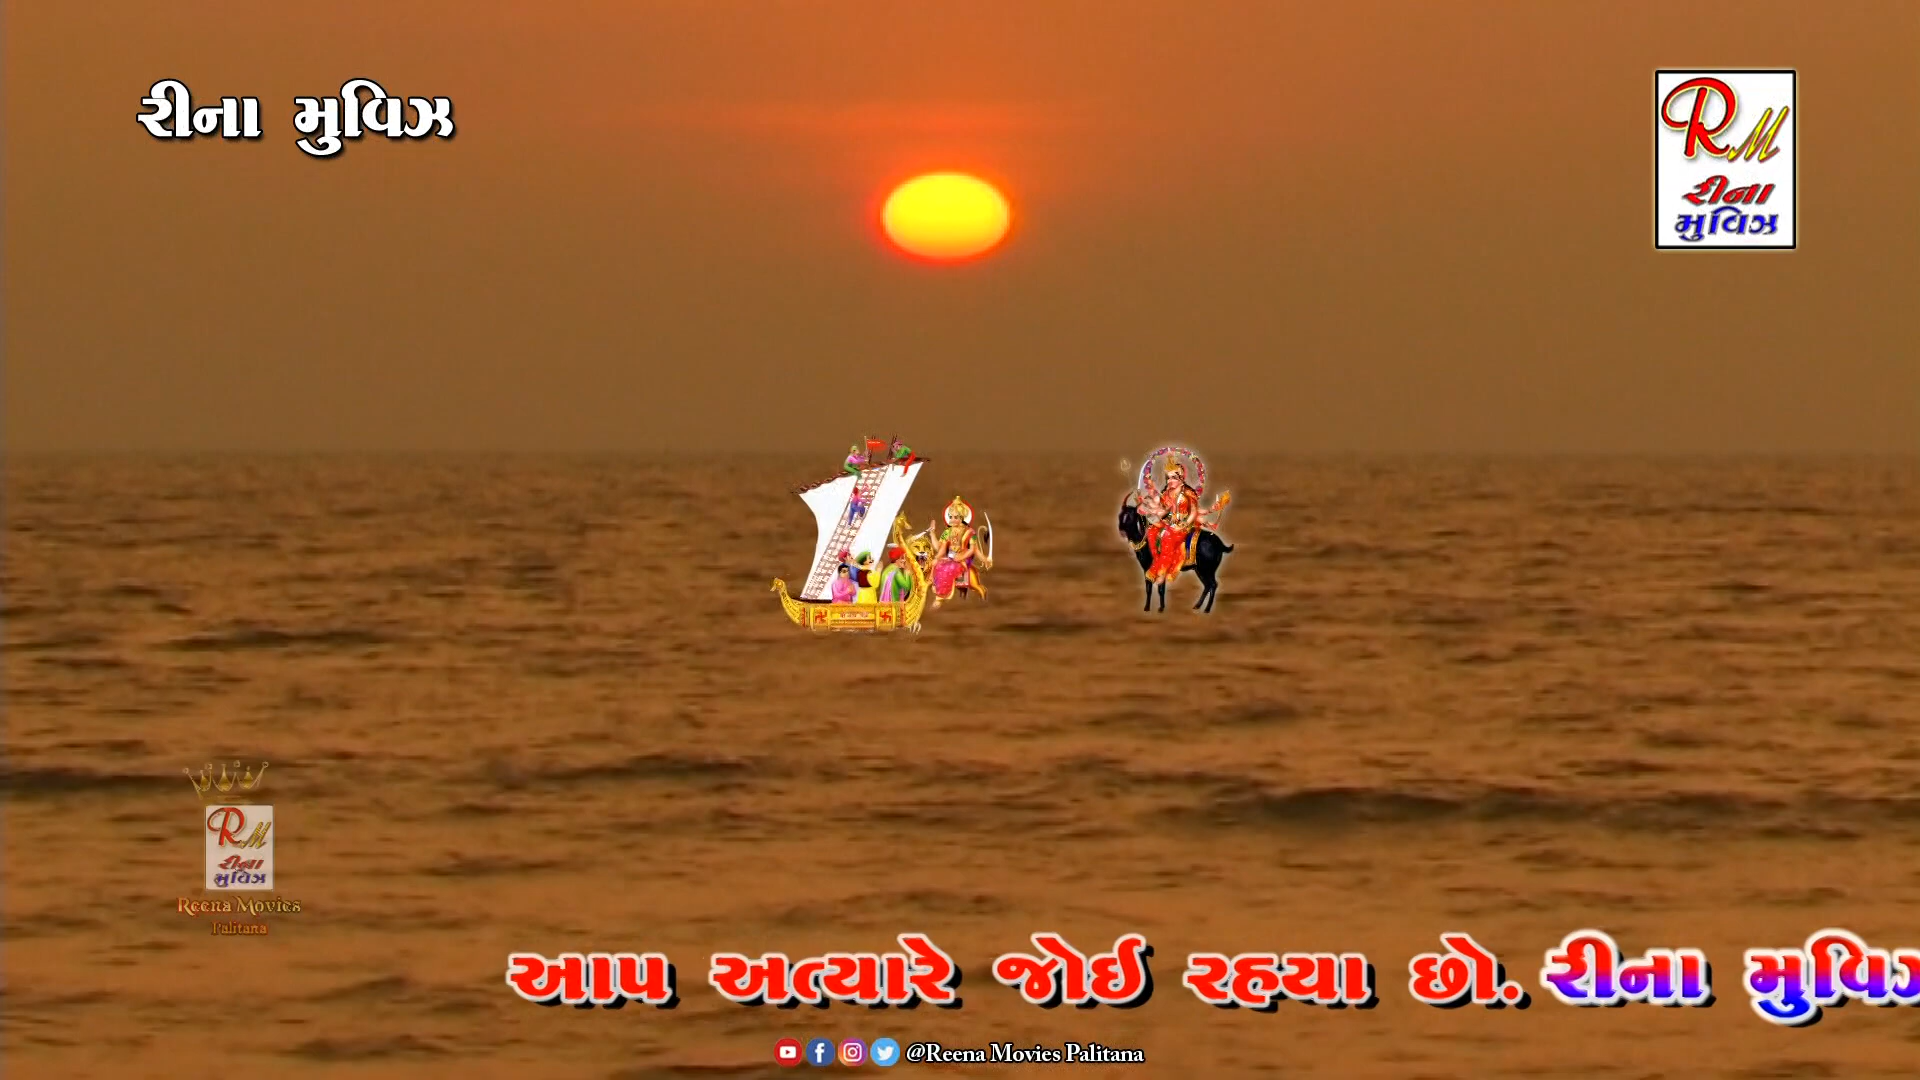 રીના મુવિઝ
RM
રીના
મુવિઝ
RM
રીના
મુવિઝ
Reena Movies
Palitana
આપ અત્યારે જોઈ રહયા છો. રીના મુવિઝ
@Reena Movies Palitana